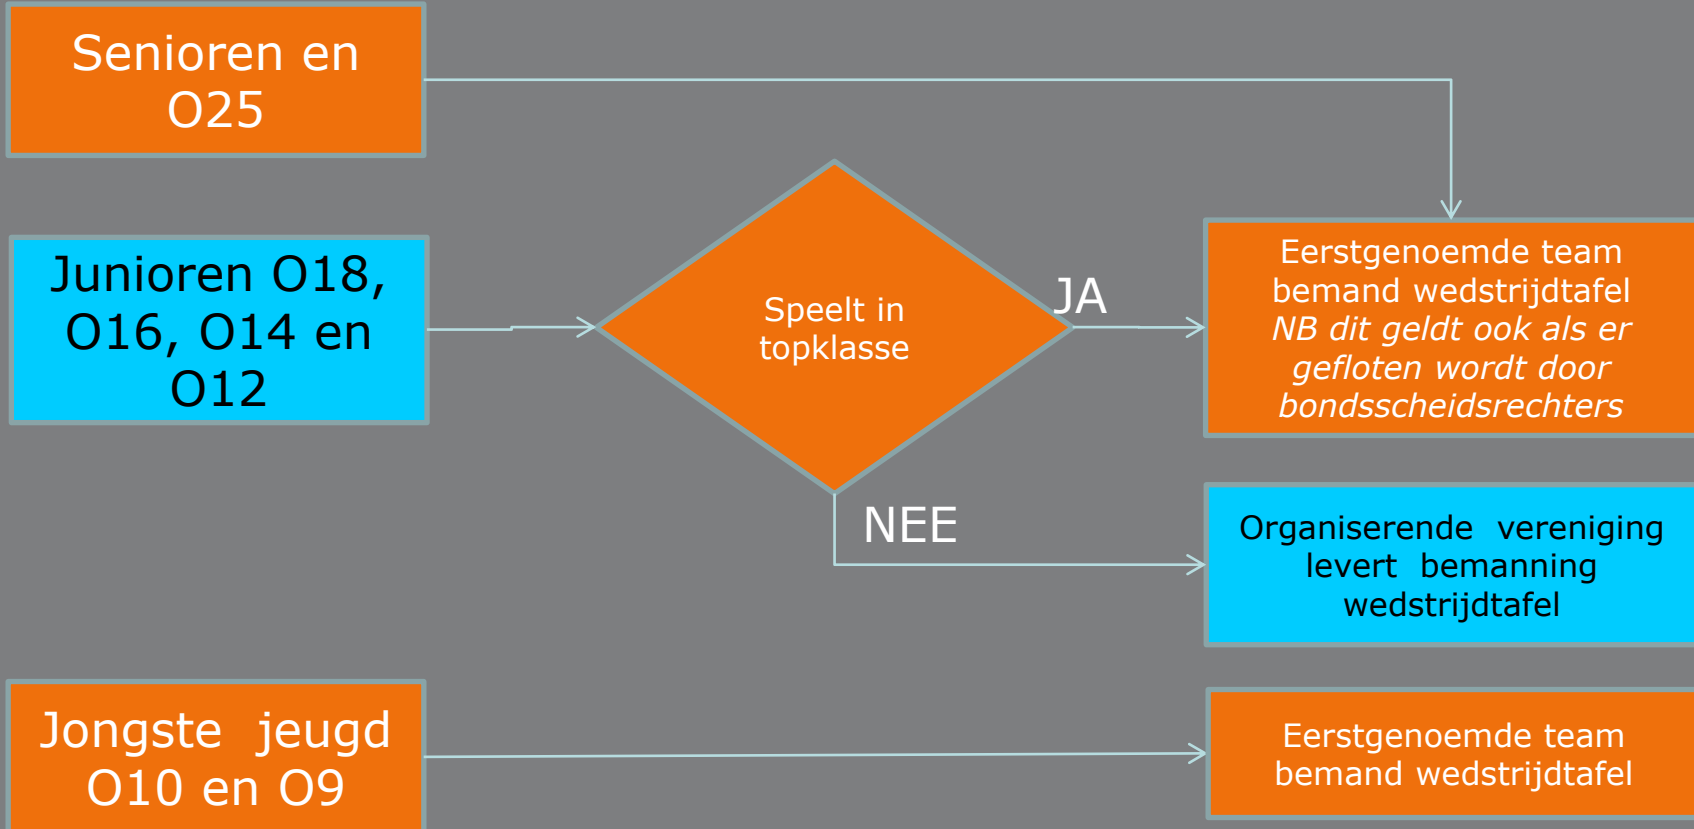 Senioren en
O25
Junioren O18,
O16, O14 en
O12
Speelt in
topklasse
JA
Eerstgenoemde team
bemand wedstrijdtafel
NB dit geldt ook als er
gefloten wordt door
bondsscheidsrechters
NEE
Organiserende vereniging
levert bemanning
wedstrijdtafel
Jongste jeugd
O10 en O9
Eerstgenoemde team
bemand wedstrijdtafel